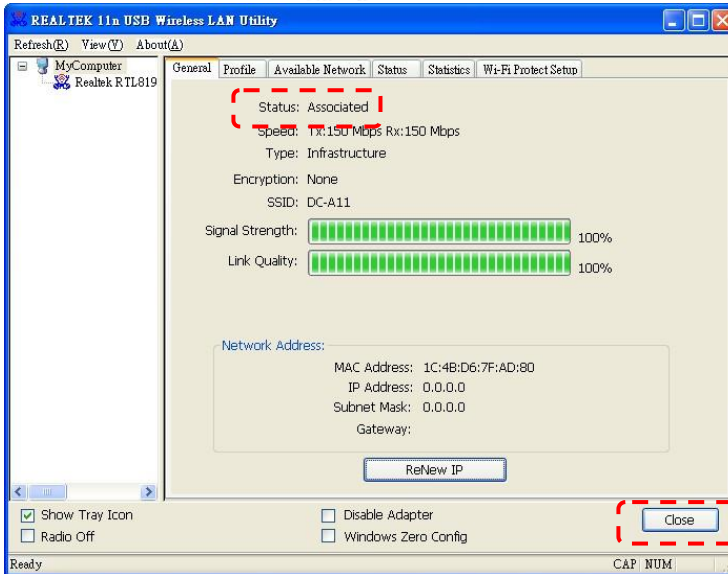 REALTEK 11n USB Wireless LAN Utility
Refresh(R) View(V) About(A)
MyComputer
Realtek RTL819
General Profile Available Network Status Statistics Wi-Fi Protect Setup
Status: Associated
Speed: Tx:150 Mbps Rx:150 Mbps
Type: Infrastructure
Encryption: None
SSID: DC-A11
Signal Strength: 100%
Link Quality: 100%
Network Address:
MAC Address: 1C:4B:D6:7F:AD:80
IP Address: 0.0.0.0
Subnet Mask: 0.0.0.0
Gateway:
ReNew IP
Show Tray Icon Disable Adapter Close
Radio Off Windows Zero Config
Ready CAP NUM